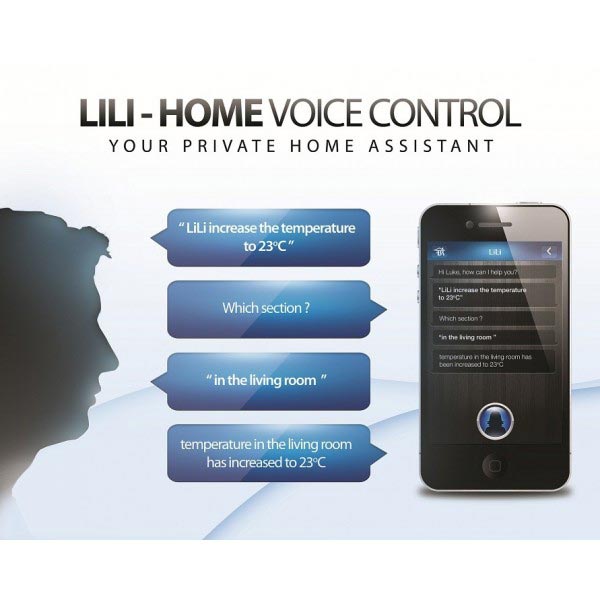 LILI - HOME VOICE CONTROL
YOUR PRIVATE HOME ASSISTANT
" LiLi increase the temperature
to 23°C "
Which section ?
" in the living room "
temperature in the living room
has increased to 23°C
LiLi
Hi Luke, how can I help you?
"LiLi increase the temperature
to 23°C"
Which section ?
"in the living room "
temperature in the living room has
been increased to 23°C